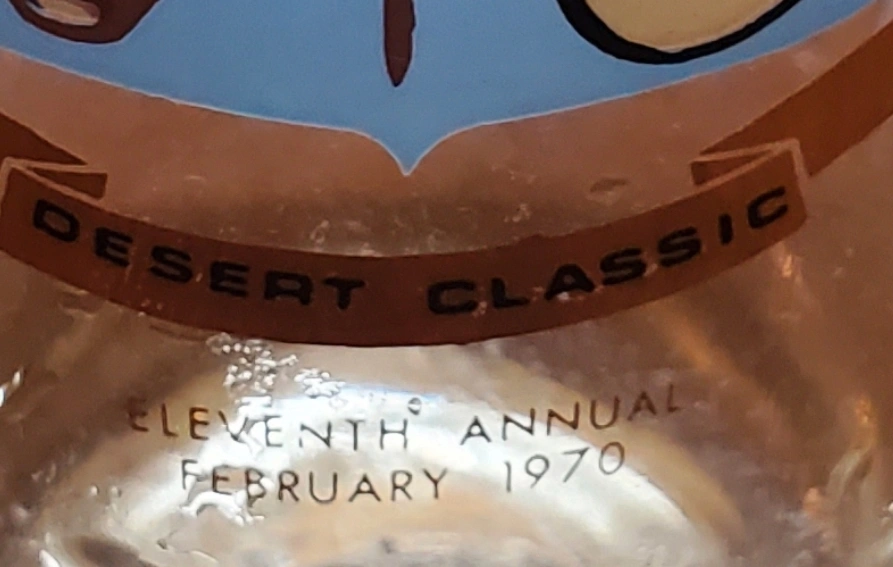 DESERT CLASSIC
ELEVENTH ANNUAL
FEBRUARY 1970